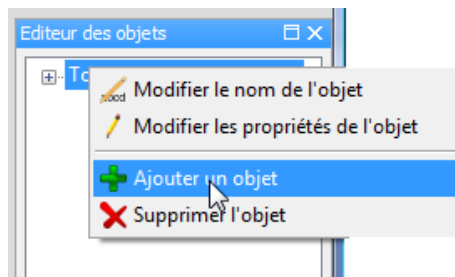 Editeur des objets
To
Modifier le nom de l'objet
Modifier les propriétés de l'objet
Ajouter un objet
Supprimer l'objet